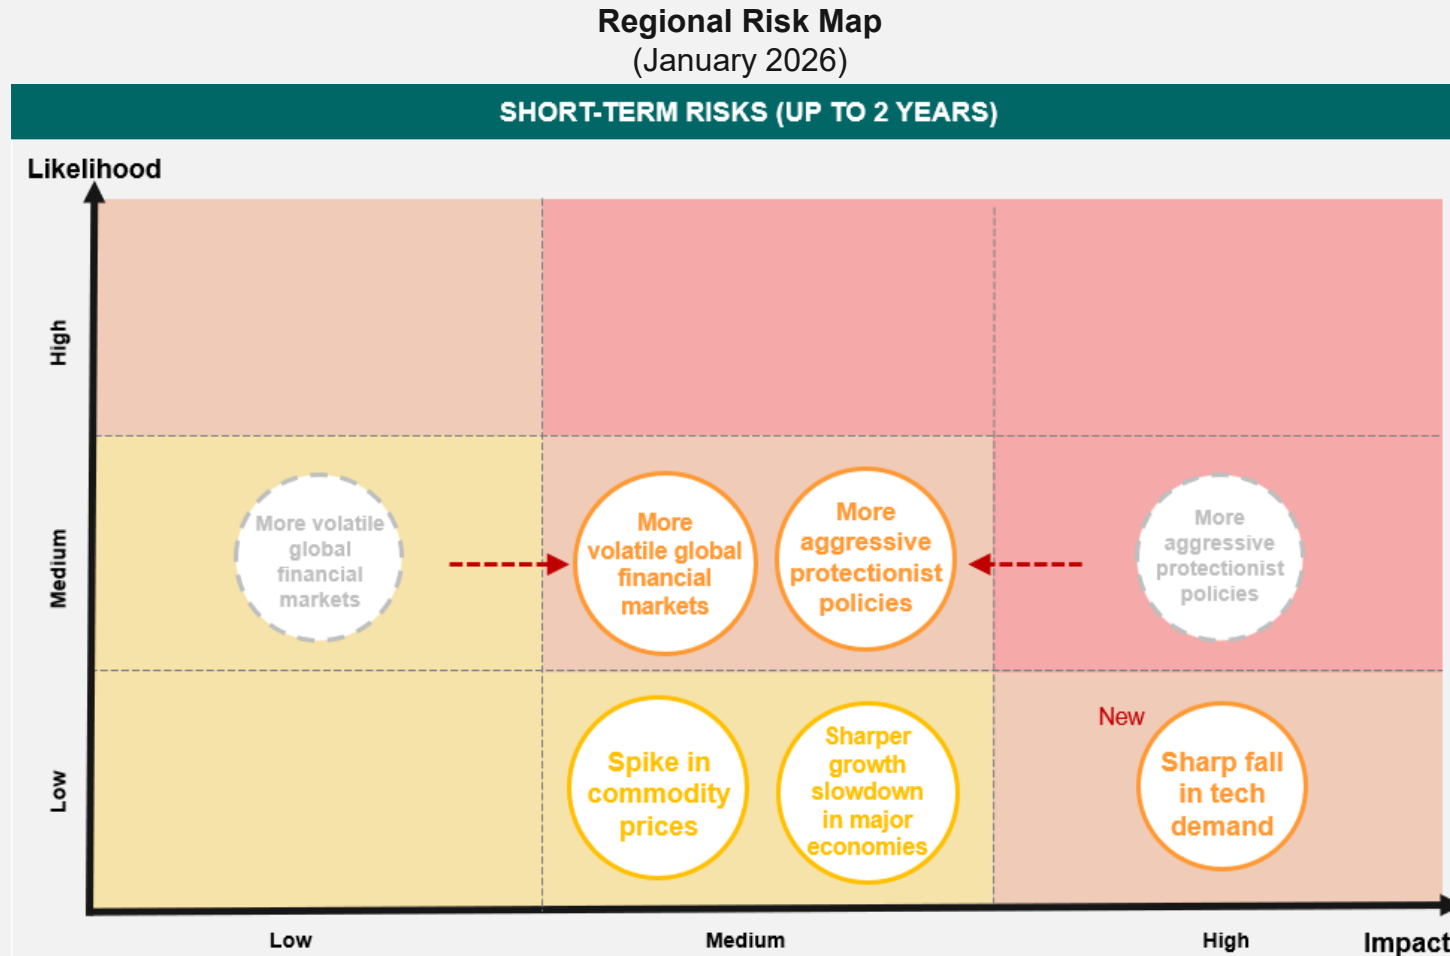 Regional Risk Map
(January 2026)
SHORT-TERM RISKS (UP TO 2 YEARS)
Likelihood
High
Medium
Low
More volatile
global
financial
markets
More
volatile global
financial
markets
More
aggressive
protectionist
policies
More
aggressive
protectionist
policies
Spike in
commodity
prices
Sharper
growth
slowdown
in major
economies
New
Sharp fall
in tech
demand
Low
Medium
High
Impact